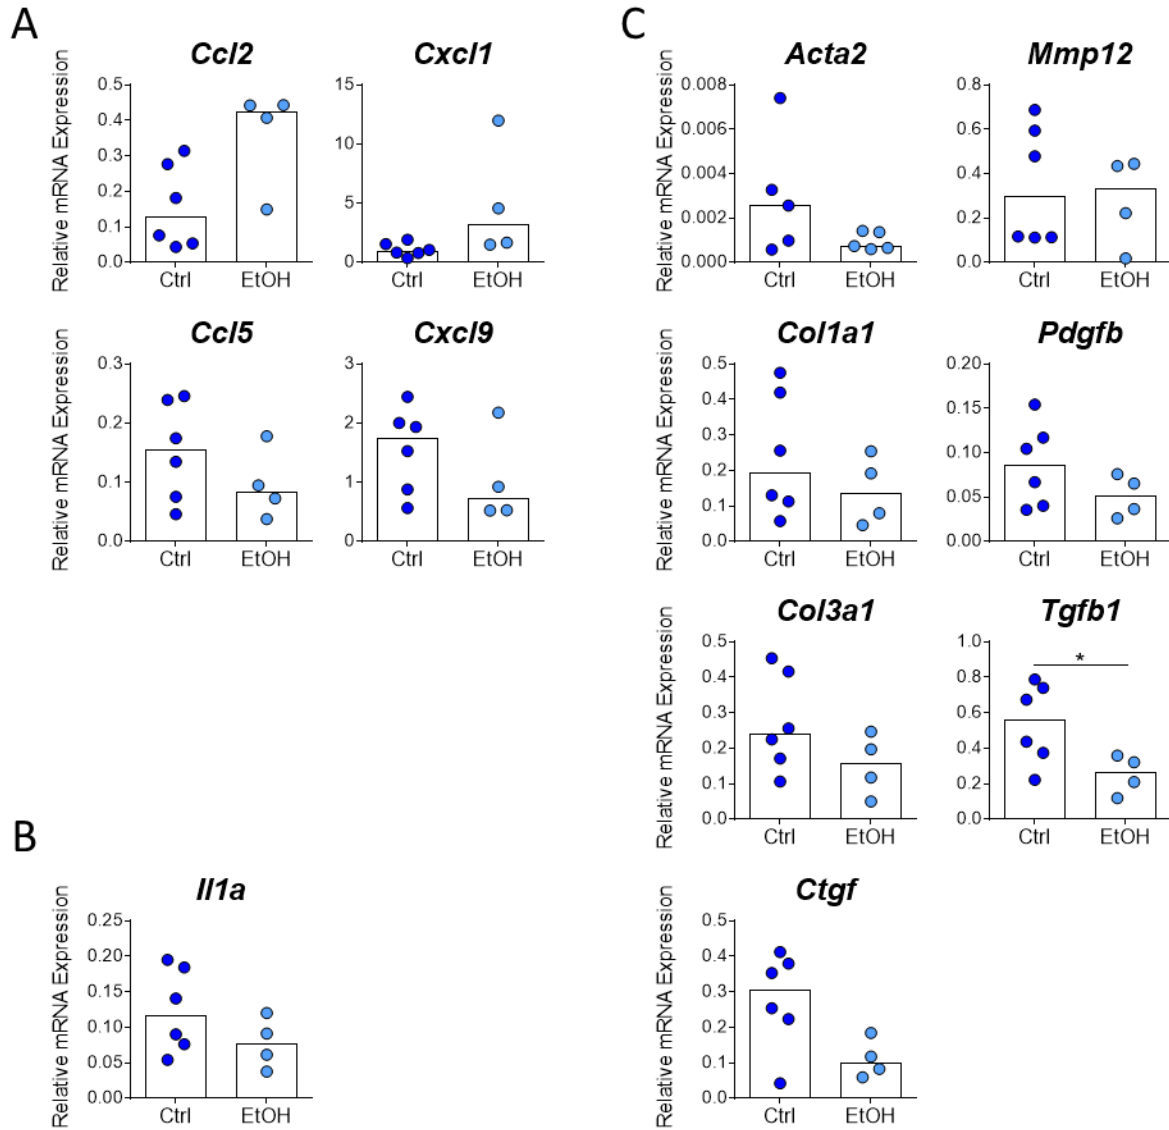 A
Ccl2
Relative mRNA Expression
0.5
0.4
0.3
0.2
0.1
0.0
Ctrl
EtOH
Cxcl1
15
10
5
0
Ctrl
EtOH
Ccl5
Relative mRNA Expression
0.3
0.2
0.1
0.0
Ctrl
EtOH
Cxcl9
3
2
1
0
Ctrl
EtOH
B
Il1a
Relative mRNA Expression
0.25
0.20
0.15
0.10
0.05
0.00
Ctrl
EtOH
C
Acta2
Relative mRNA Expression
0.008
0.006
0.004
0.002
0.000
Ctrl
EtOH
Mmp12
0.8
0.6
0.4
0.2
0.0
Ctrl
EtOH
Col1a1
Relative mRNA Expression
0.5
0.4
0.3
0.2
0.1
0.0
Ctrl
EtOH
Pdgfb
0.20
0.15
0.10
0.05
0.00
Ctrl
EtOH
Col3a1
Relative mRNA Expression
0.5
0.4
0.3
0.2
0.1
0.0
Ctrl
EtOH
Tgfb1
1.0
0.8
0.6
0.4
0.2
0.0
*
Ctrl
EtOH
Ctgf
Relative mRNA Expression
0.5
0.4
0.3
0.2
0.1
0.0
Ctrl
EtOH